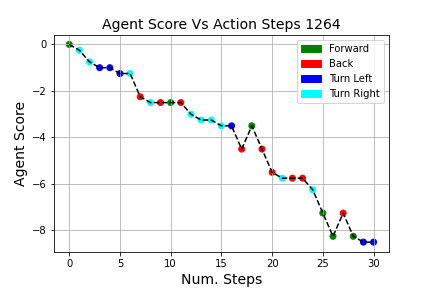 Agent Score Vs Action Steps 1264
Forward
Back
Turn Left
Turn Right
0
−2
−4
−6
−8
Agent Score
0 5 10 15 20 25 30
Num. Steps